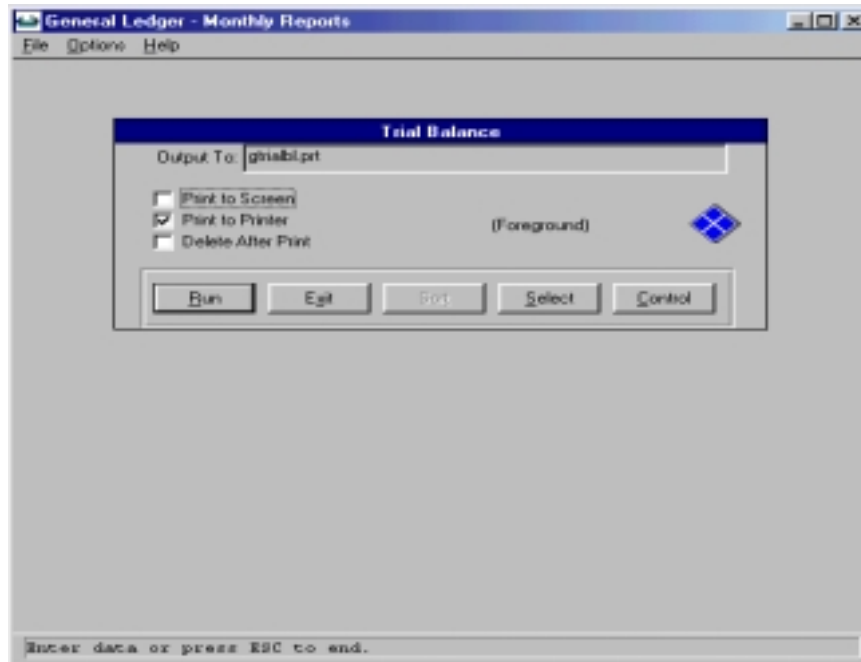 General Ledger - Monthly Reports
File Options Help
Trial Balance
Output To: gtrialbl.prt
Print to Screen
Print to Printer
(Foreground)
Delete After Print
Run Exit Sort Select Control
Enter data or press ESC to end.